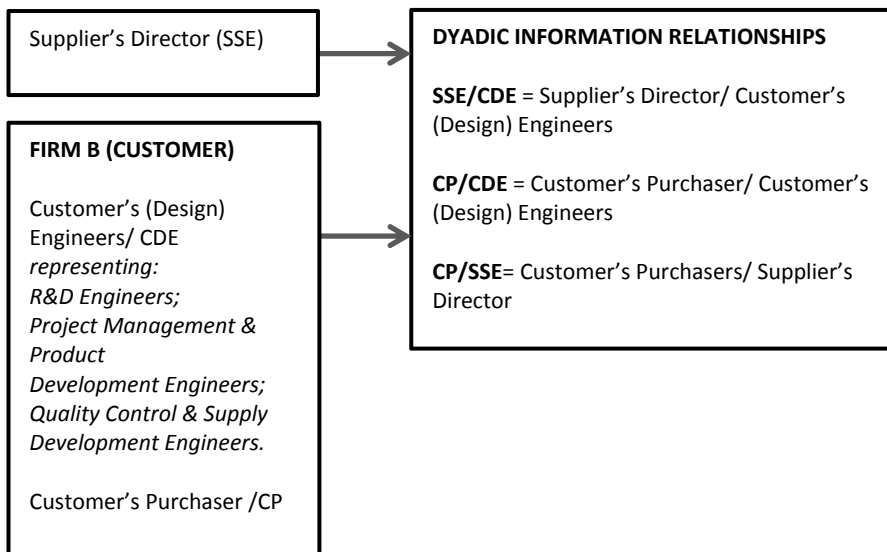 Supplier’s Director (SSE)
FIRM B (CUSTOMER)
Customer’s (Design)
Engineers/ CDE
representing:
R&D Engineers;
Project Management &
Product
Development Engineers;
Quality Control & Supply
Development Engineers.
Customer’s Purchaser /CP
DYADIC INFORMATION RELATIONSHIPS
SSE/CDE = Supplier’s Director/ Customer’s
(Design) Engineers
CP/CDE = Customer’s Purchaser/ Customer’s
(Design) Engineers
CP/SSE= Customer’s Purchasers/ Supplier’s
Director